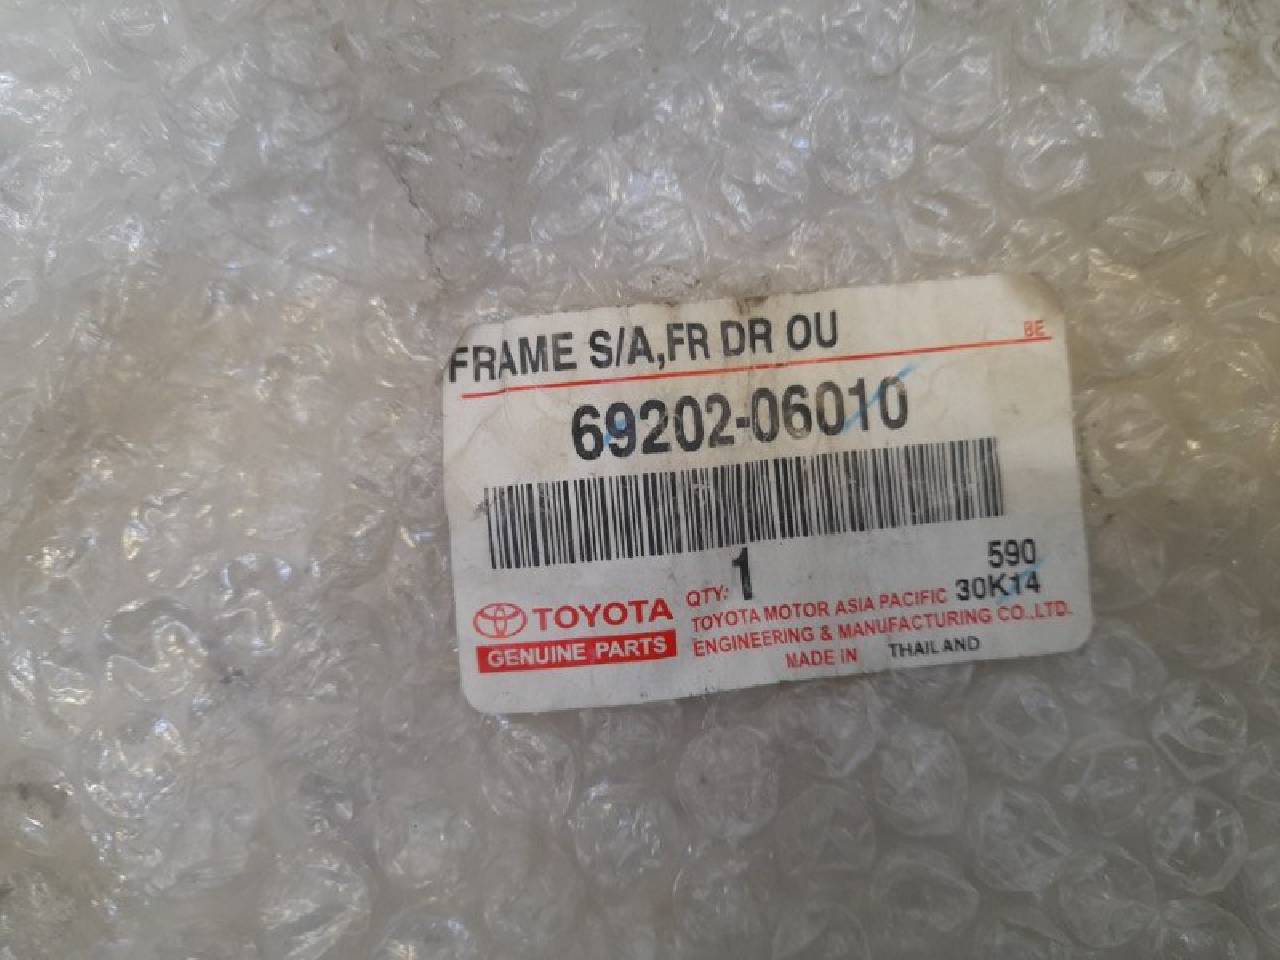 FRAME S/A,FR DR OU
BE
69202-06010
QTY: 1
590
30K14
TOYOTA
GENUINE PARTS
TOYOTA MOTOR ASIA PACIFIC
ENGINEERING & MANUFACTURING CO.,LTD.
MADE IN THAILAND